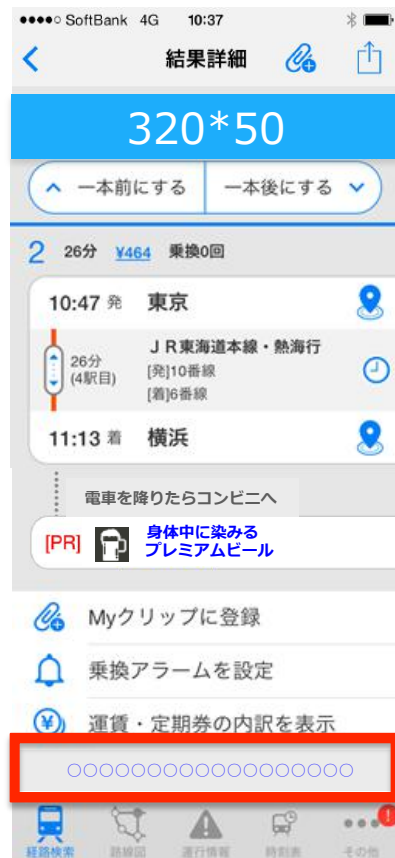 SoftBank 4G 10:37
結果詳細
320*50
一本前にする 一本後にする
2 26分 ¥464 乗換0回
10:47 発 東京
26分
(4駅目)
JR東海道本線・熱海行
[発]10番線
[着]6番線
11:13 着 横浜
電車を降りたらコンビニへ
[PR] 身体中に染みる
プレミアムビール
Myクリップに登録
乗換アラームを設定
運賃・定期券の内訳を表示
○○○○○○○○○○○○○○○○○○
経路検索 路線図 運行情報 時刻表 その他